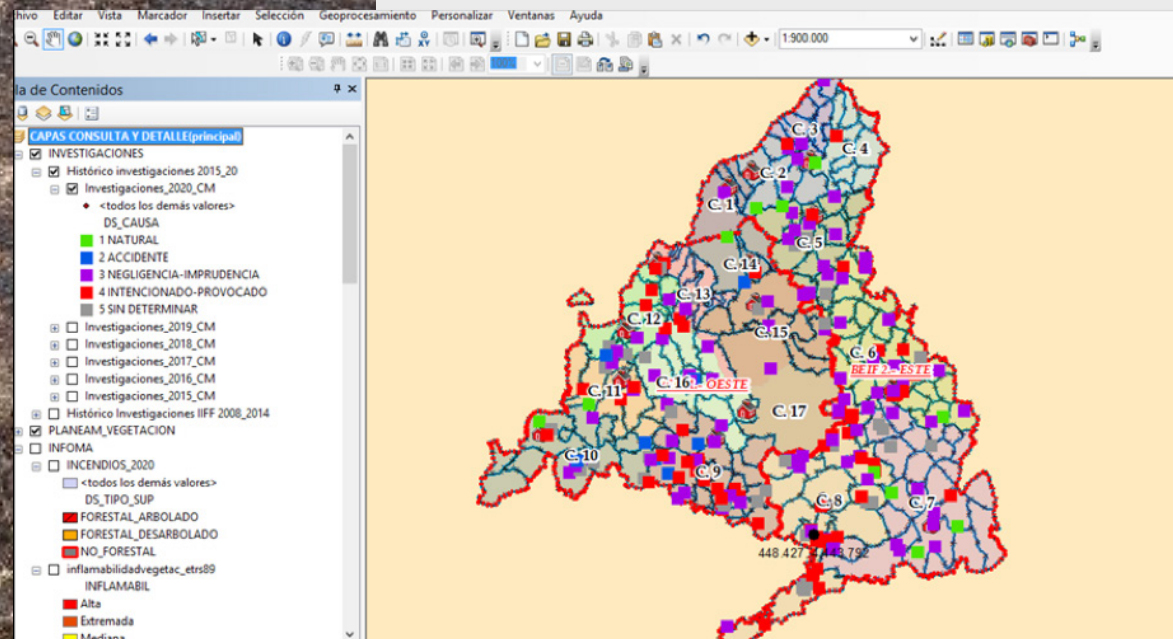 hivo Editar Vista Marcador Insertar Selección Geoprocesamiento Personalizar Ventanas Ayuda
1:900.000
100%
la de Contenidos
CAPAS CONSULTA Y DETALLE(principal)
INVESTIGACIONES
Histórico investigaciones 2015_20
Investigaciones_2020_CM
<todos los demás valores>
DS_CAUSA
1 NATURAL
2 ACCIDENTE
3 NEGLIGENCIA-IMPRUDENCIA
4 INTENCIONADO-PROVOCADO
5 SIN DETERMINAR
Investigaciones_2019_CM
Investigaciones_2018_CM
Investigaciones_2017_CM
Investigaciones_2016_CM
Investigaciones_2015_CM
Histórico Investigaciones IIFF 2008_2014
PLANEAM_VEGETACION
INFOMA
INCENDIOS_2020
<todos los demás valores>
DS_TIPO_SUP
FORESTAL_ARBOLADO
FORESTAL_DESARBOLADO
NO_FORESTAL
inflamabilidadvegetac_etrs89
INFLAMABIL
Alta
Extremada
Mediana
C. 3
C. 4
C. 2
C. 1
C. 5
C. 14
C. 13
C. 12
C. 15
C. 6
BEIF 2.- ESTE
C. 16 .- OESTE
C. 11
C. 17
C. 10
C. 9
C. 8
C. 7
448.427